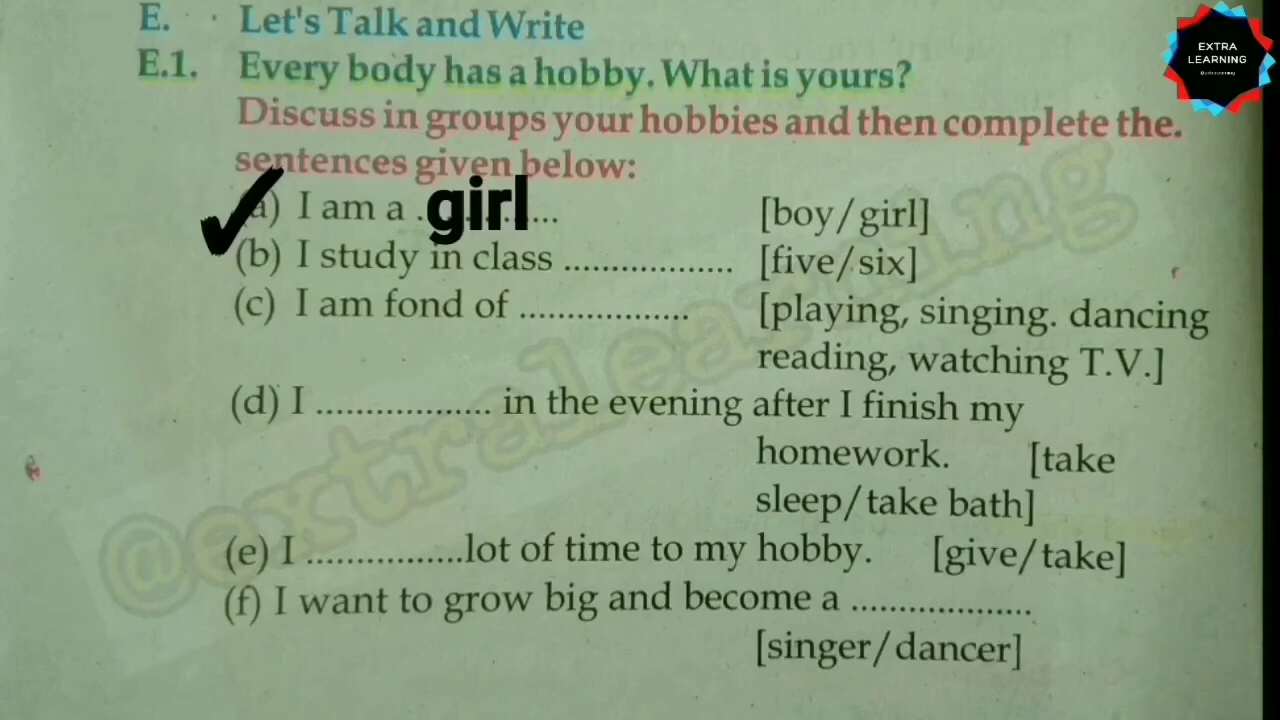 E. Let's Talk and Write
E.1. Every body has a hobby. What is yours?
Discuss in groups your hobbies and then complete the.
sentences given below:
(a) I am a .girl... [boy/girl]
(b) I study in class .................. [five/six]
(c) I am fond of .................. [playing, singing. dancing
reading, watching T.V.]
(d) I .................. in the evening after I finish my
homework. [take
sleep/take bath]
(e) I ................lot of time to my hobby. [give/take]
(f) I want to grow big and become a ...................
[singer/dancer]
@extralearning
EXTRA
LEARNING